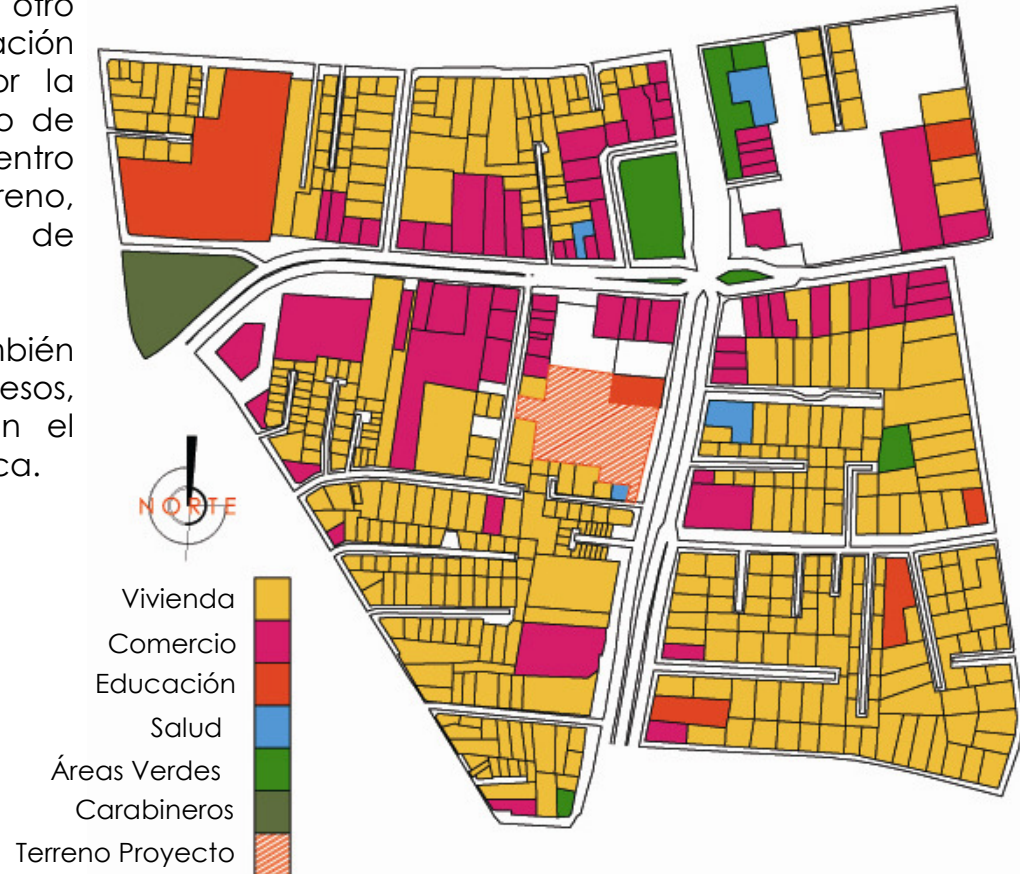 otro
ación
or la
o de
entro
reno,
de
mbién
esos,
n el
ca.
NORTE
Vivienda
Comercio
Educación
Salud
Áreas Verdes
Carabineros
Terreno Proyecto